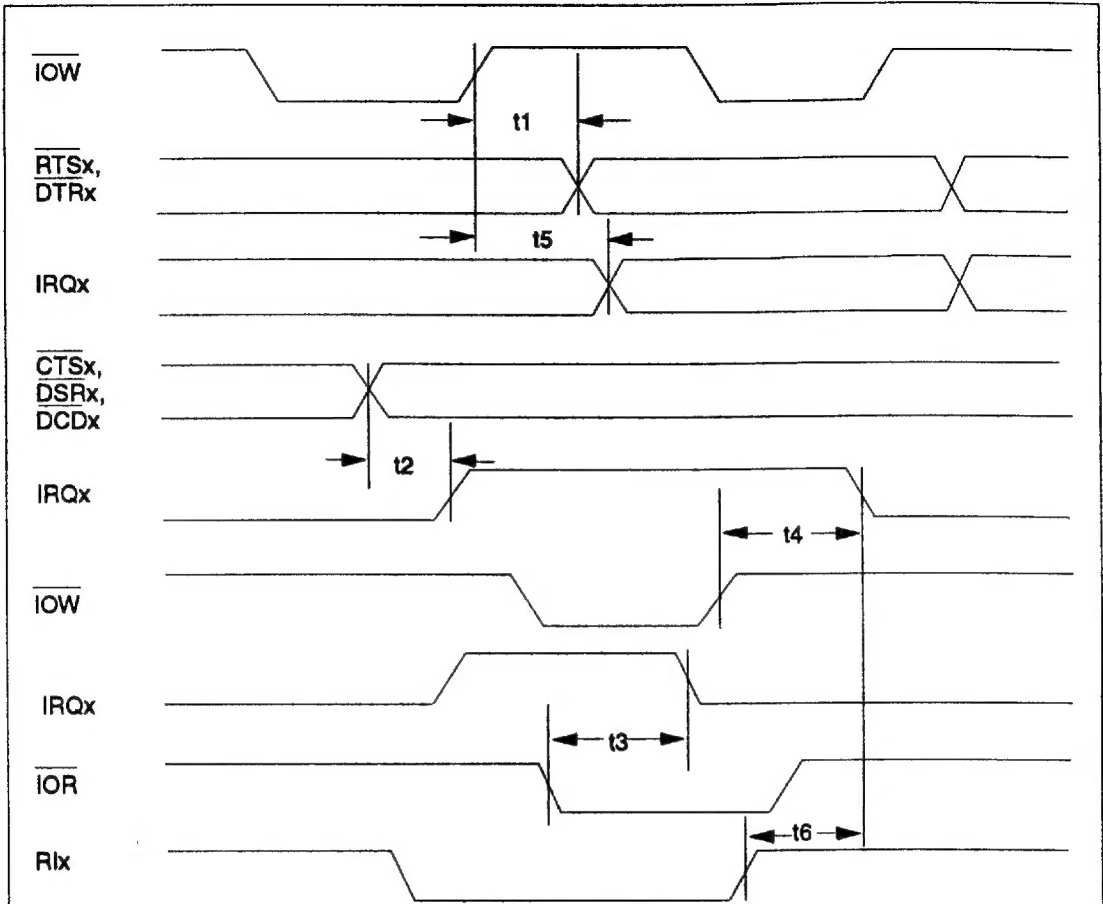 IOW
t1
RTSx,
DTRx
t5
IRQx
CTSx,
DSRx,
DCDx
t2
IRQx
t4
IOW
IRQx
t3
IOR
t6
RIx